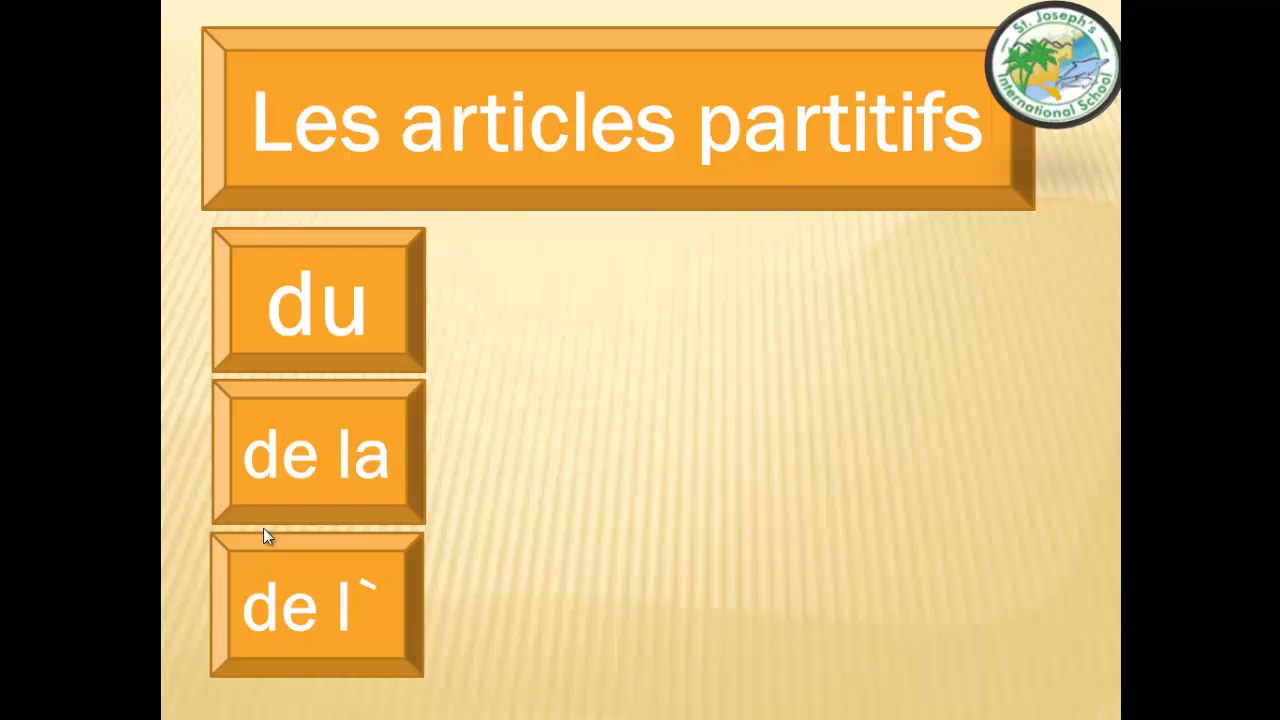 Les articles partitifs
St. Joseph's
International School
du
de la
de l`